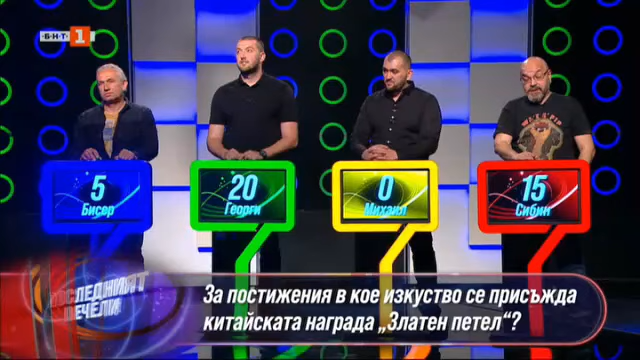 БНТ 1
5
Бисер
20
Георги
0
Михаил
15
Сибин
ПОСЛЕДНИЯТ
ПЕЧЕЛИ
За постижения в кое изкуство се присъжда
китайската награда „Златен петел“?